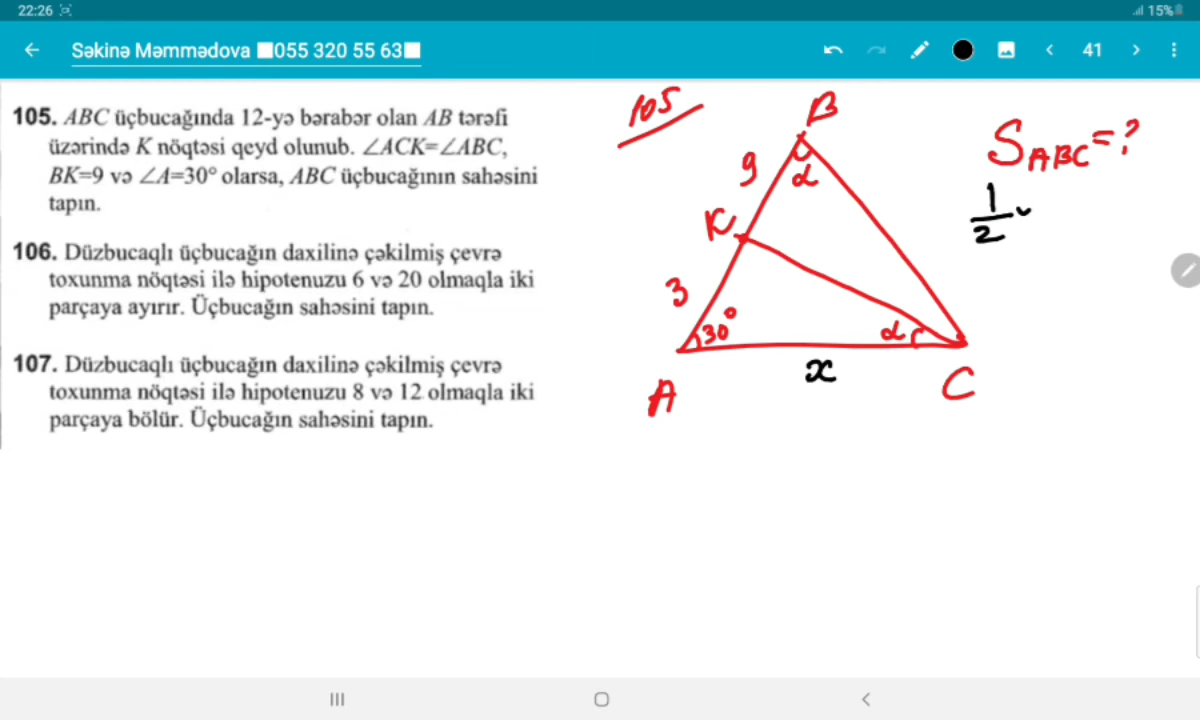 22:26
15%
Səkinə Məmmədova 055 320 55 63
41
105. ABC üçbucağında 12-yə bərabər olan AB tərəfi
üzərində K nöqtəsi qeyd olunub. ∠ACK=∠ABC,
BK=9 və ∠A=30° olarsa, ABC üçbucağının sahəsini
tapın.
106. Düzbucaqlı üçbucağın daxilinə çəkilmiş çevrə
toxunma nöqtəsi ilə hipotenuzu 6 və 20 olmaqla iki
parçaya ayırır. Üçbucağın sahəsini tapın.
107. Düzbucaqlı üçbucağın daxilinə çəkilmiş çevrə
toxunma nöqtəsi ilə hipotenuzu 8 və 12 olmaqla iki
parçaya bölür. Üçbucağın sahəsini tapın.
105
B
9
α
K
3
30°
α
x
A
C
S_ABC=?
1/2